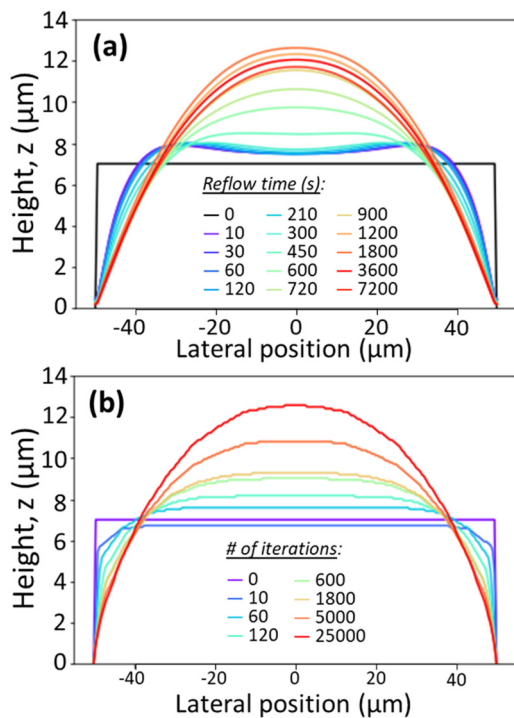 (a)
14
12
10
8
6
4
2
0
Height, z (µm)
Reflow time (s):
0 210 900
10 300 1200
30 450 1800
60 600 3600
120 720 7200
-40 -20 0 20 40
Lateral position (µm)
(b)
14
12
10
8
6
4
2
0
Height, z (µm)
# of iterations:
0 600
10 1800
60 5000
120 25000
-40 -20 0 20 40
Lateral position (µm)